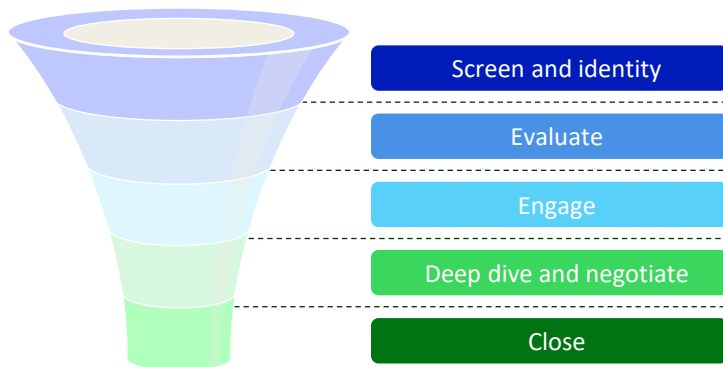 Screen and identity
Evaluate
Engage
Deep dive and negotiate
Close